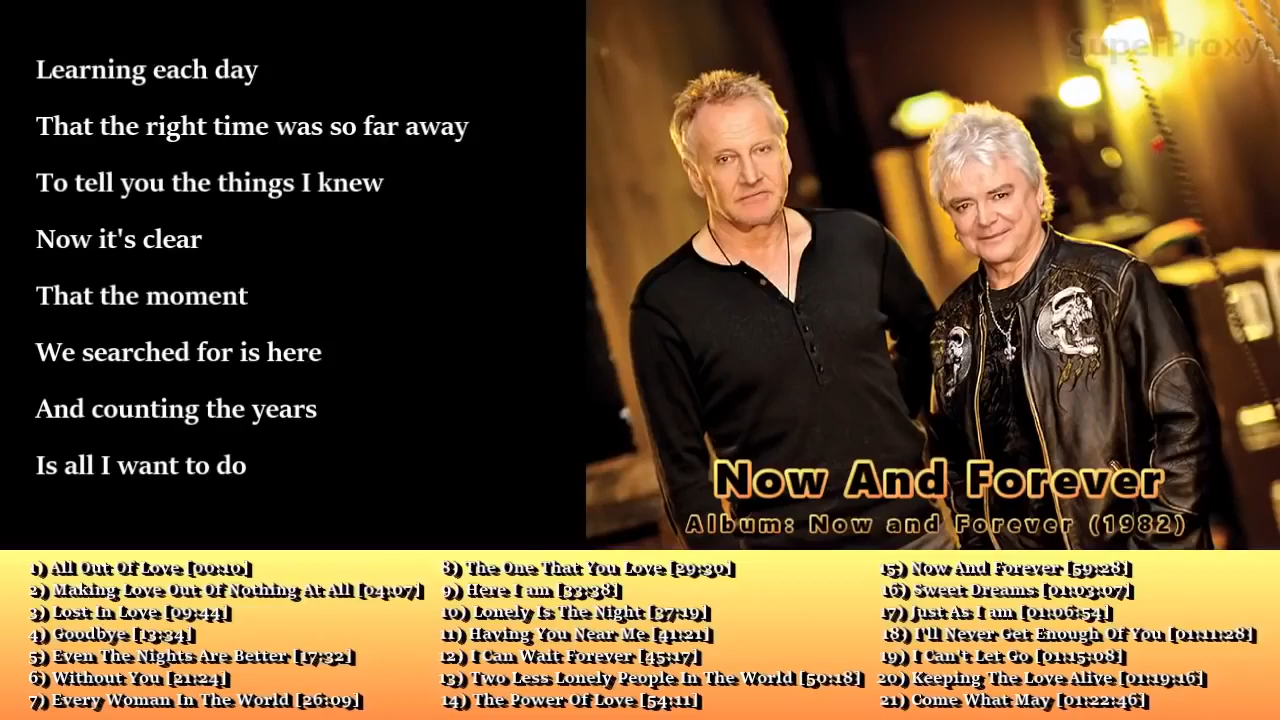 Learning each day
That the right time was so far away
To tell you the things I knew
Now it's clear
That the moment
We searched for is here
And counting the years
Is all I want to do
SuperProxy
Now And Forever
Album: Now and Forever (1982)
1) All Out Of Love [00:10]
2) Making Love Out Of Nothing At All [04:07]
3) Lost In Love [09:44]
4) Goodbye [13:34]
5) Even The Nights Are Better [17:32]
6) Without You [21:24]
7) Every Woman In The World [26:09]
8) The One That You Love [29:30]
9) Here I am [33:38]
10) Lonely Is The Night [37:19]
11) Having You Near Me [41:21]
12) I Can Wait Forever [45:17]
13) Two Less Lonely People In The World [50:18]
14) The Power Of Love [54:11]
15) Now And Forever [59:28]
16) Sweet Dreams [01:03:07]
17) Just As I am [01:06:54]
18) I'll Never Get Enough Of You [01:11:28]
19) I Can't Let Go [01:15:08]
20) Keeping The Love Alive [01:19:16]
21) Come What May [01:22:46]